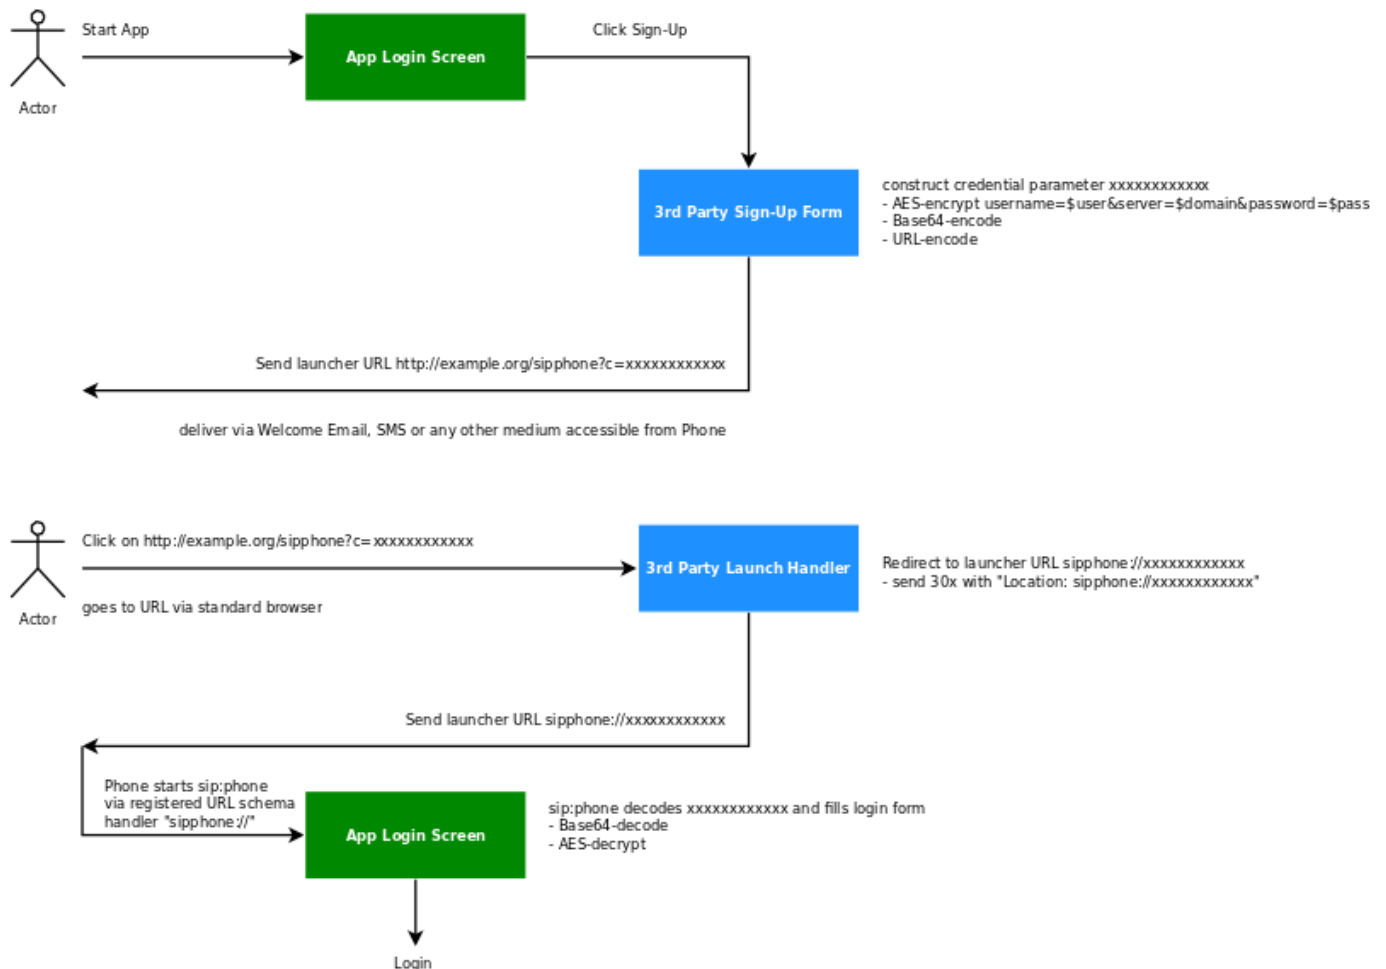 Start App
Click Sign-Up
App Login Screen
Actor
3rd Party Sign-Up Form
construct credential parameter xxxxxxxxxxxx
- AES-encrypt username=$user&server=$domain&password=$pass
- Base64-encode
- URL-encode
Send launcher URL http://example.org/sipphone?c=xxxxxxxxxxxx
deliver via Welcome Email, SMS or any other medium accessible from Phone
Click on http://example.org/sipphone?c=xxxxxxxxxxxx
3rd Party Launch Handler
Redirect to launcher URL sipphone://xxxxxxxxxxxx
- send 30x with "Location: sipphone://xxxxxxxxxxxx"
goes to URL via standard browser
Actor
Send launcher URL sipphone://xxxxxxxxxxxx
Phone starts sip:phone
via registered URL schema
handler "sipphone://"
App Login Screen
sip:phone decodes xxxxxxxxxxxx and fills login form
- Base64-decode
- AES-decrypt
Login